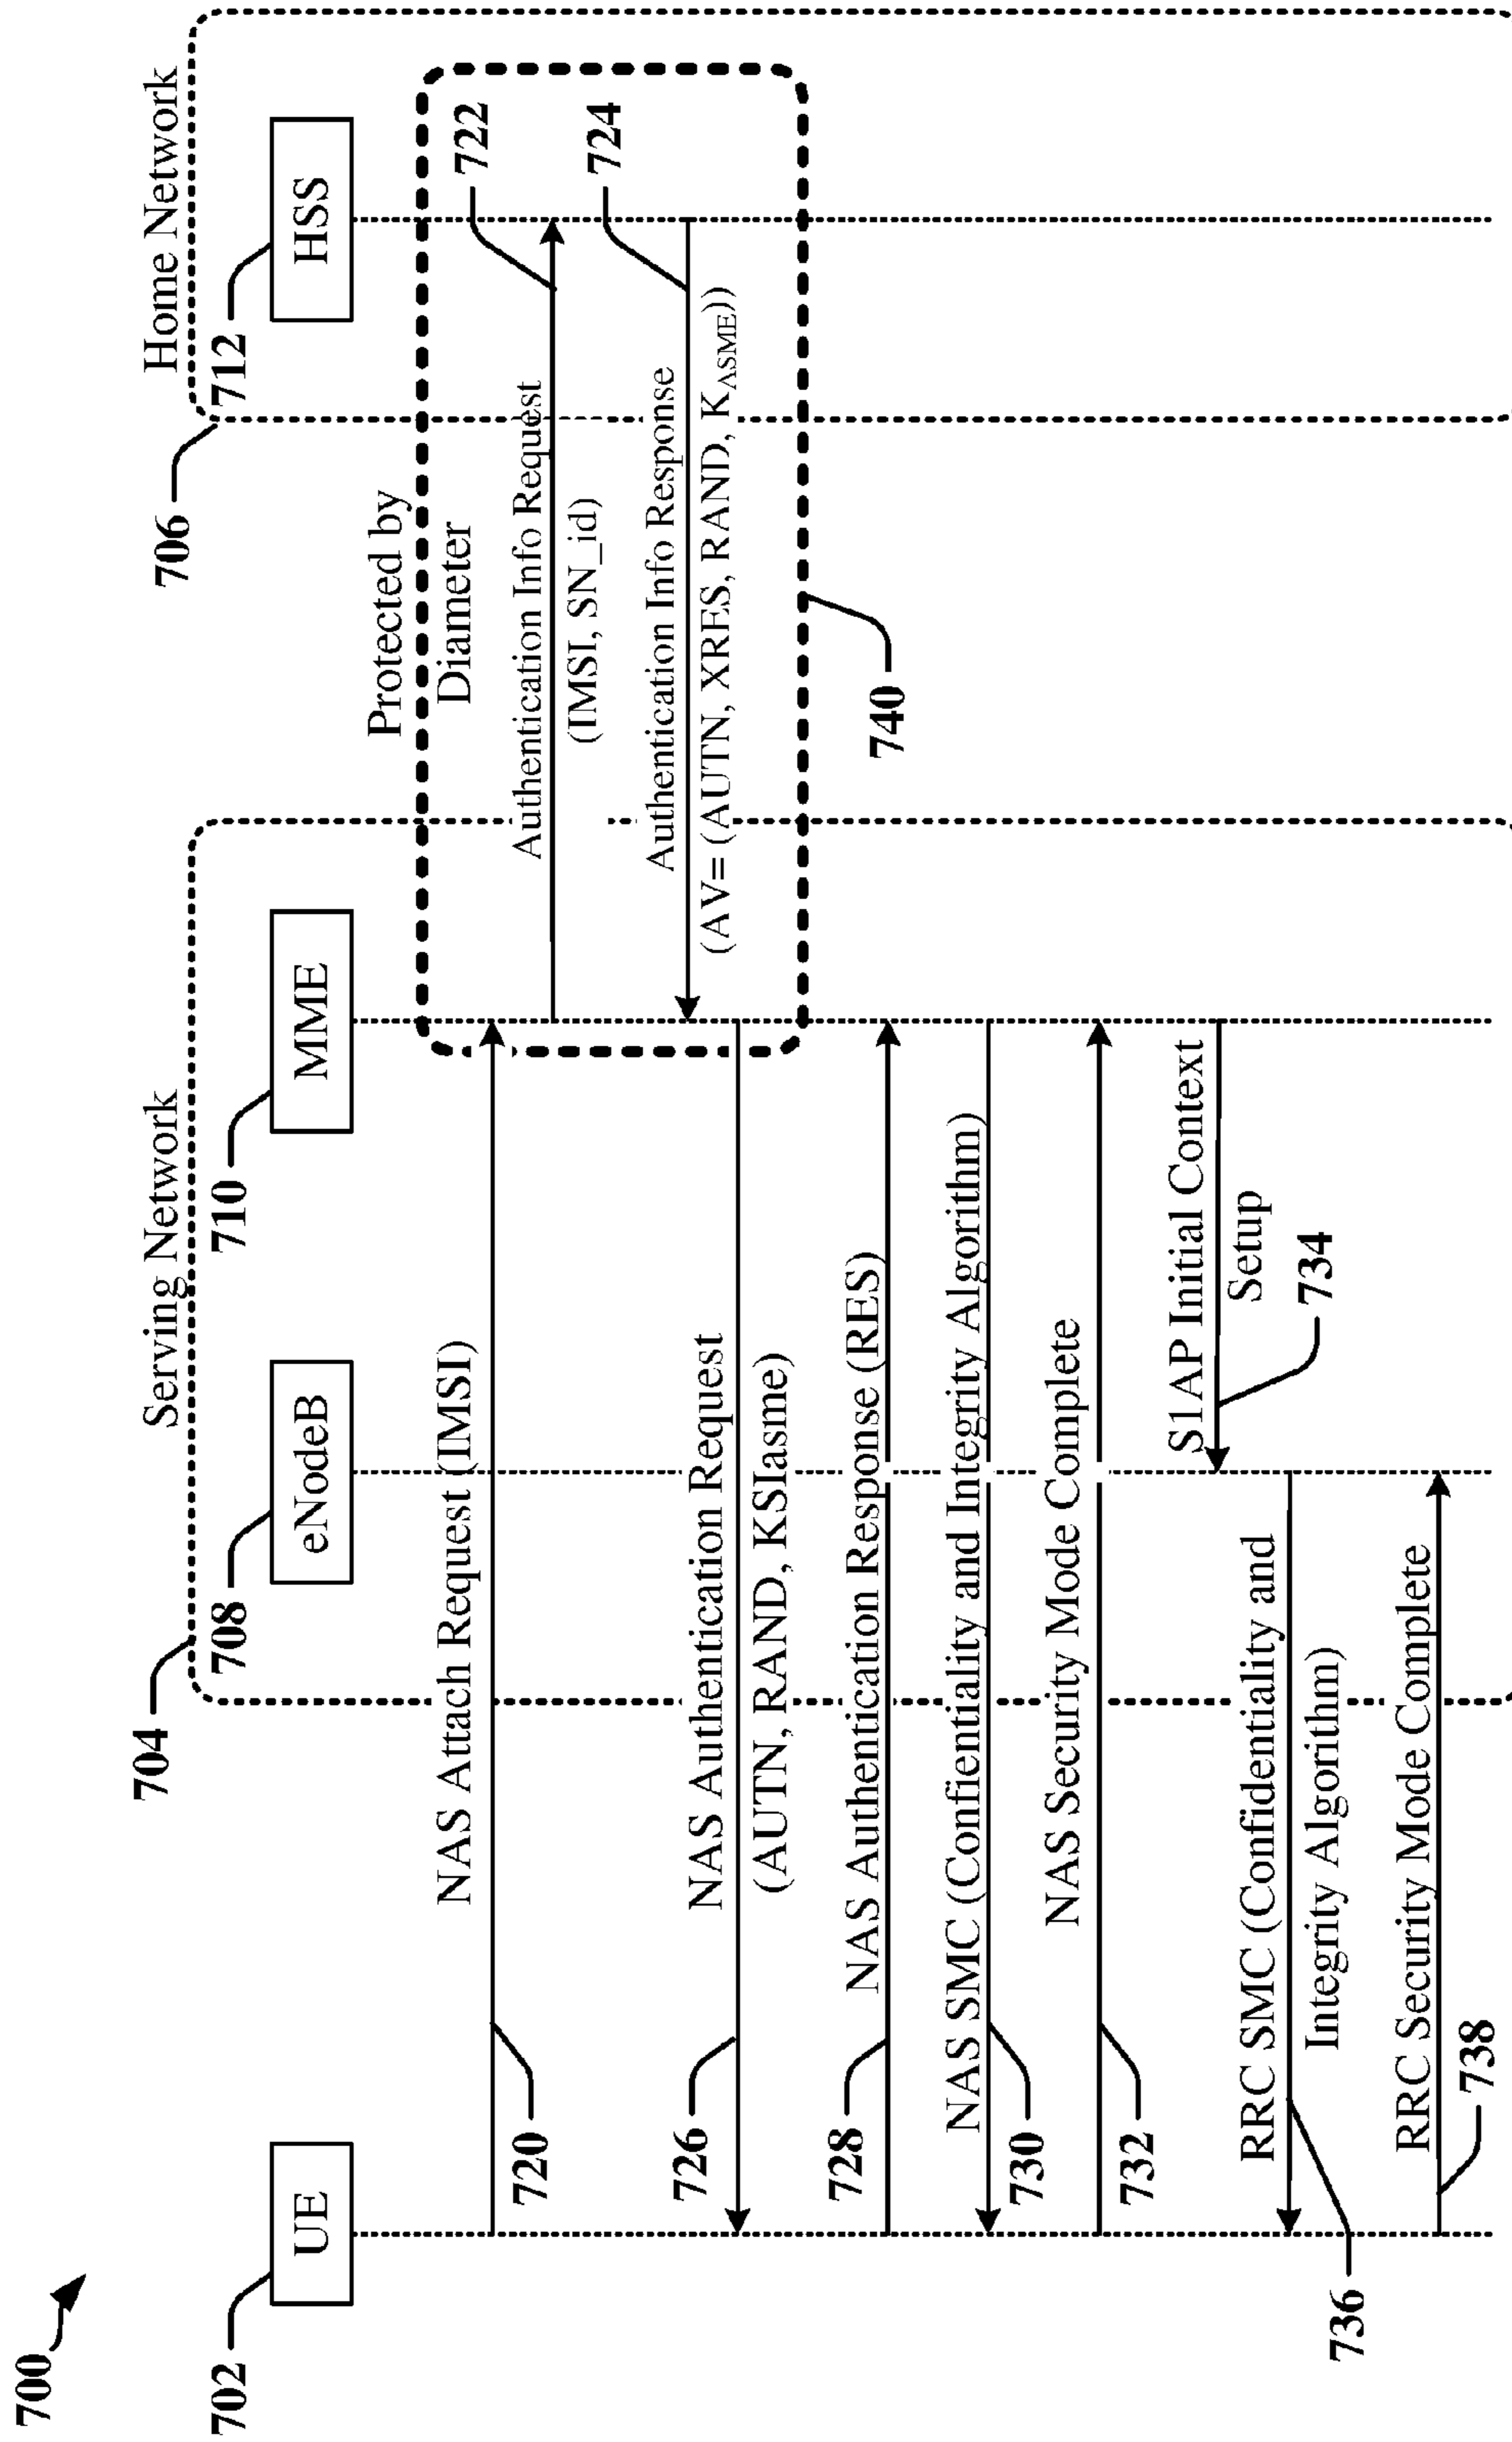 700
Serving Network
Home Network
704
706
702
708
710
712
UE
eNodeB
MME
HSS
Protected by
Diameter
NAS Attach Request (IMSI)
720
722
Authentication Info Request
(IMSI, SN_id)
724
Authentication Info Response
(AV= (AUTN, XRES, RAND, KASME))
726
NAS Authentication Request
(AUTN, RAND, KSIasme)
740
728
NAS Authentication Response (RES)
NAS SMC (Confientiality and Integrity Algorithm)
730
NAS Security Mode Complete
732
S1AP Initial Context
Setup
734
RRC SMC (Confidentiality and
Integrity Algorithm)
736
RRC Security Mode Complete
738